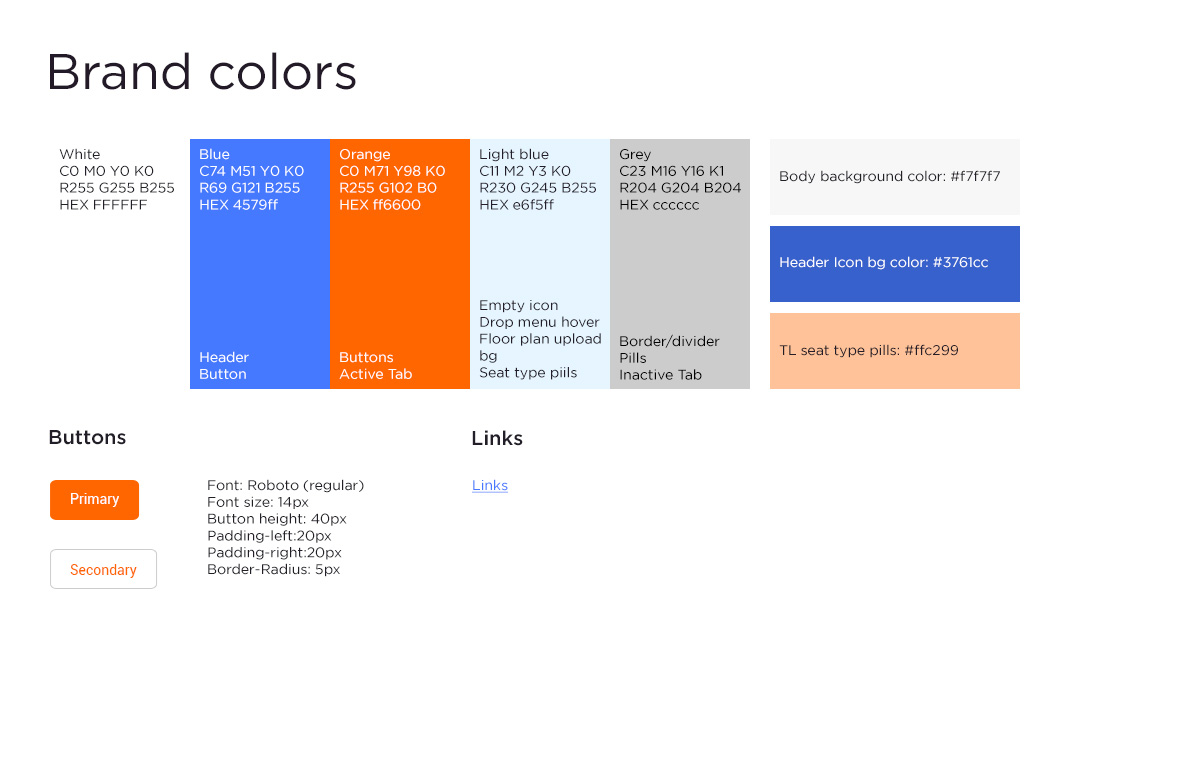 Brand colors
White
C0 M0 Y0 K0
R255 G255 B255
HEX FFFFFF
Blue
C74 M51 Y0 K0
R69 G121 B255
HEX 4579ff
Header
Button
Orange
C0 M71 Y98 K0
R255 G102 B0
HEX ff6600
Buttons
Active Tab
Light blue
C11 M2 Y3 K0
R230 G245 B255
HEX e6f5ff
Empty icon
Drop menu hover
Floor plan upload
bg
Seat type piils
Grey
C23 M16 Y16 K1
R204 G204 B204
HEX cccccc
Border/divider
Pills
Inactive Tab
Body background color: #f7f7f7
Header Icon bg color: #3761cc
TL seat type pills: #ffc299
Buttons
Primary
Secondary
Font: Roboto (regular)
Font size: 14px
Button height: 40px
Padding-left:20px
Padding-right:20px
Border-Radius: 5px
Links
Links